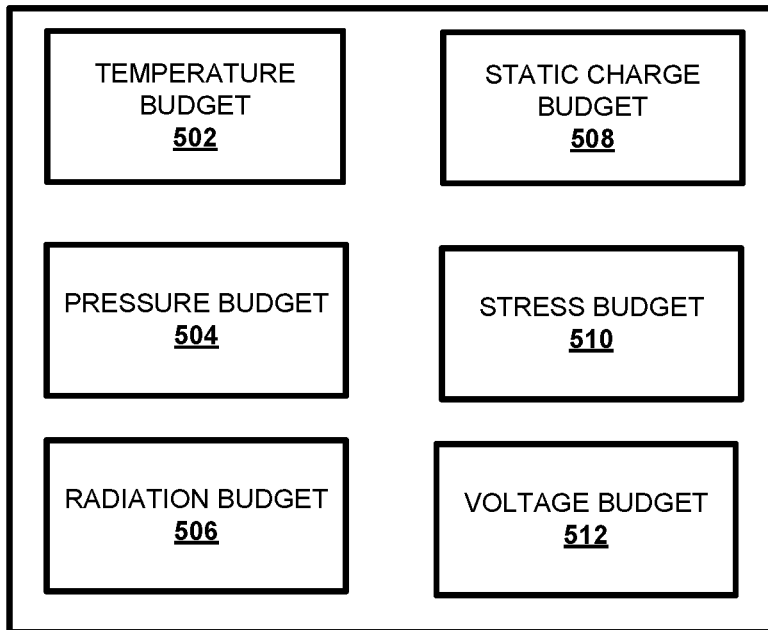 TEMPERATURE
BUDGET
502
STATIC CHARGE
BUDGET
508
PRESSURE BUDGET
504
STRESS BUDGET
510
RADIATION BUDGET
506
VOLTAGE BUDGET
512